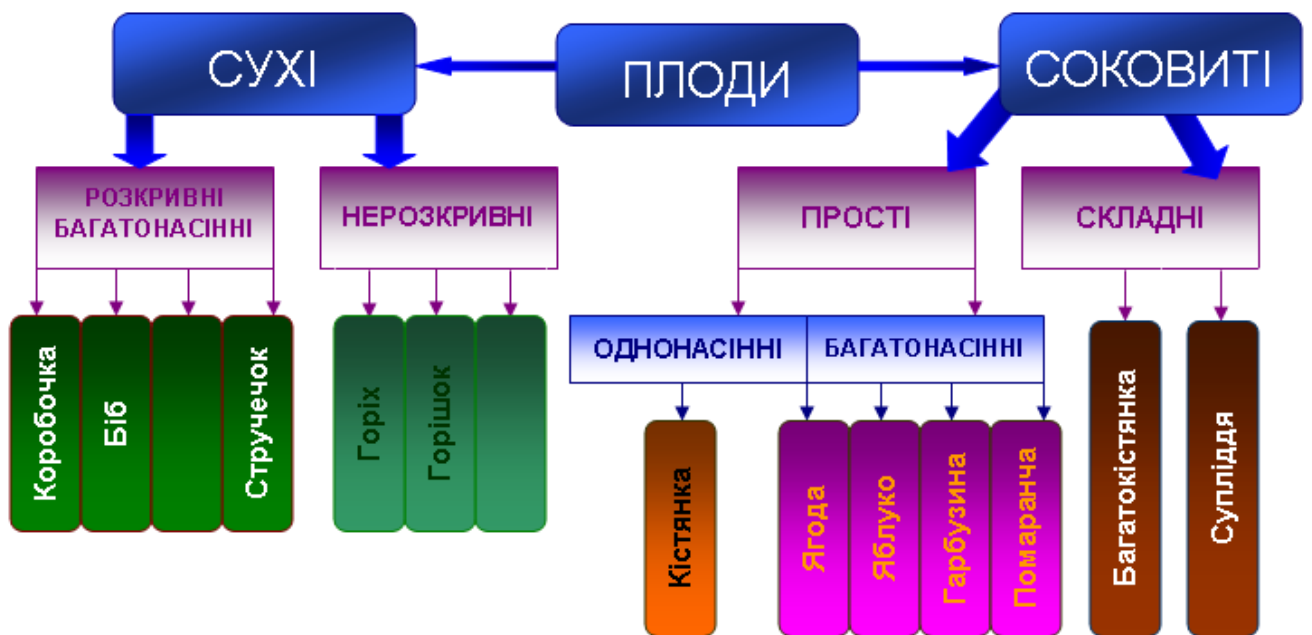 СУХІ
ПЛОДИ
СОКОВИТІ
РОЗКРИВНІ
БАГАТОНАСІННІ
НЕРОЗКРИВНІ
ПРОСТІ
СКЛАДНІ
Коробочка
Біб
Стручечок
Горіх
Горішок
ОДНОНАСІННІ
БАГАТОНАСІННІ
Кістянка
Ягода
Яблуко
Гарбузина
Помаранча
Багатокістянка
Супліддя